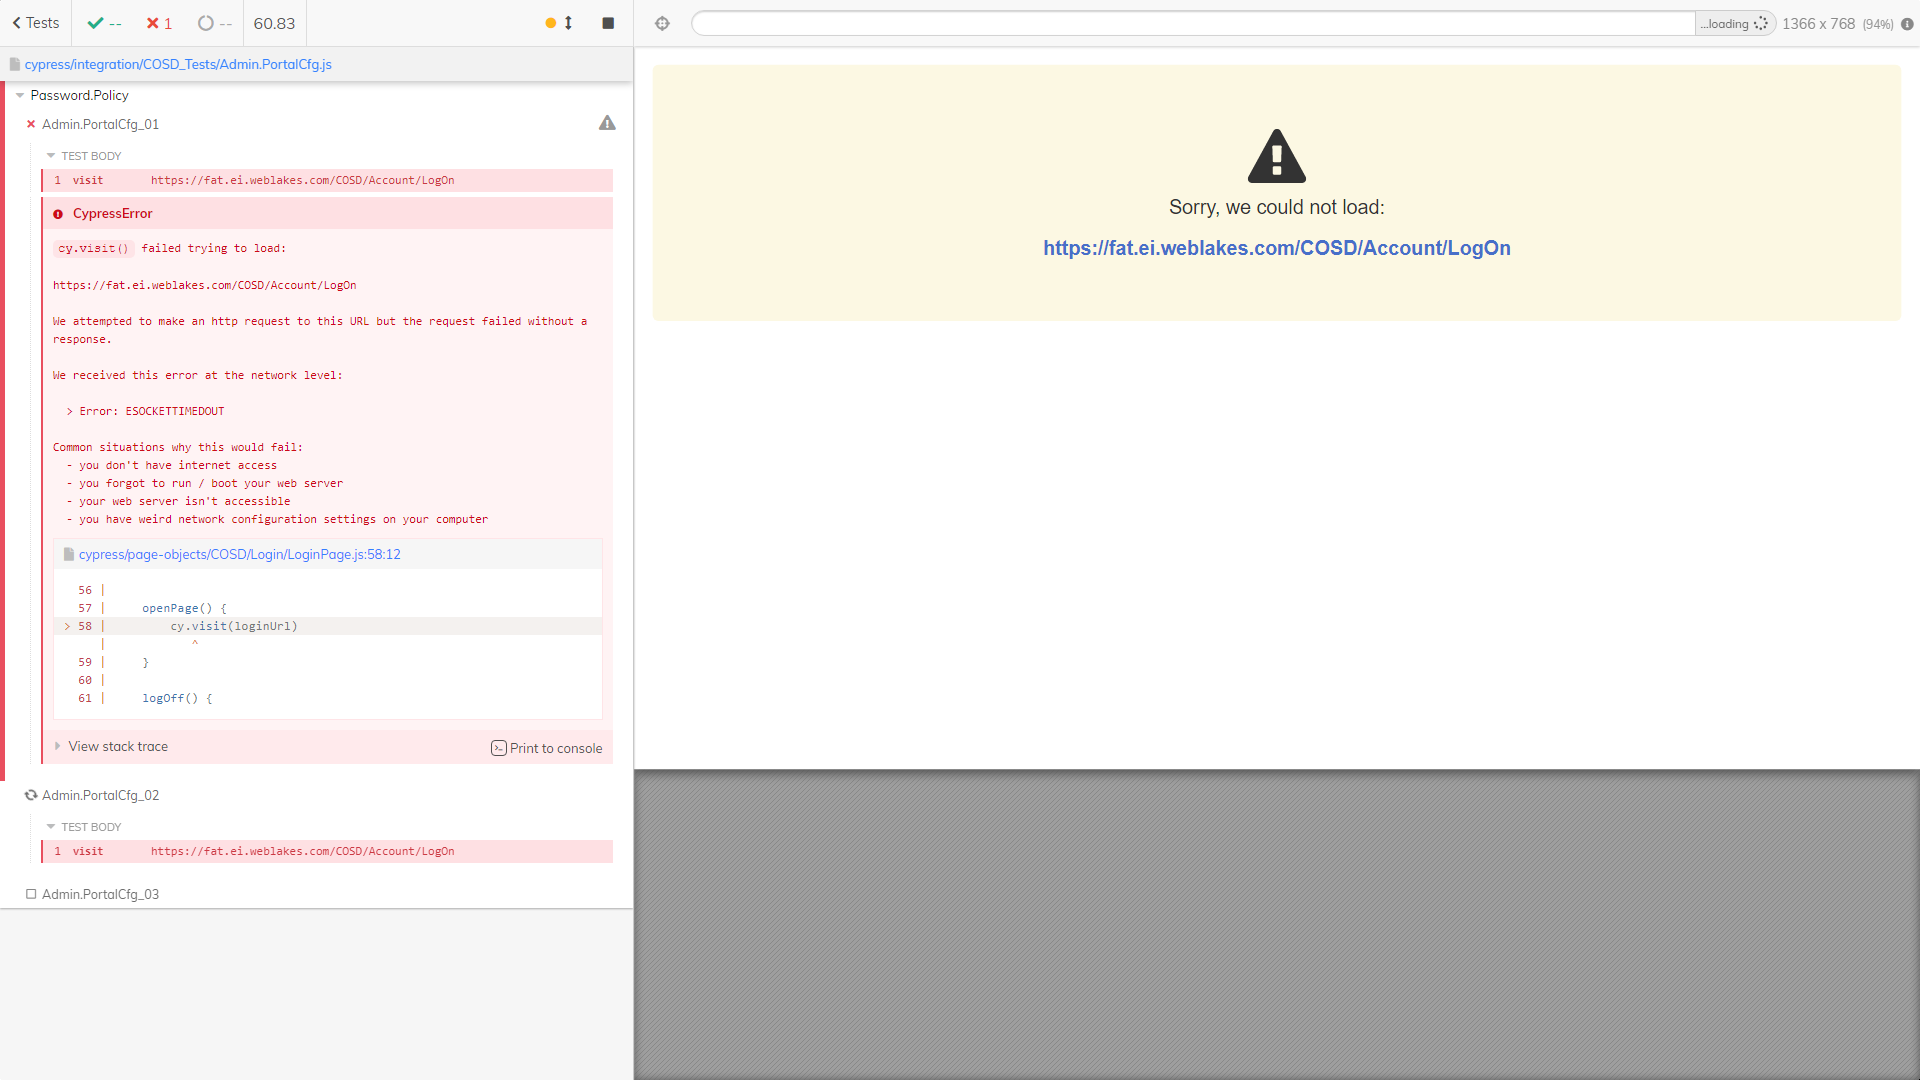 Tests
--
1
--
60.83
...loading
1366 x 768 (94%)
cypress/integration/COSD_Tests/Admin.PortalCfg.js
Password.Policy
Admin.PortalCfg_01
TEST BODY
1 visit https://fat.ei.weblakes.com/COSD/Account/LogOn
CypressError
cy.visit() failed trying to load:
https://fat.ei.weblakes.com/COSD/Account/LogOn
We attempted to make an http request to this URL but the request failed without a
response.
We received this error at the network level:
> Error: ESOCKETTIMEDOUT
Common situations why this would fail:
- you don't have internet access
- you forgot to run / boot your web server
- your web server isn't accessible
- you have weird network configuration settings on your computer
cypress/page-objects/COSD/Login/LoginPage.js:58:12
56 |
57 | openPage() {
> 58 | cy.visit(loginUrl)
| ^
59 | }
60 |
61 | logOff() {
View stack trace
Print to console
Admin.PortalCfg_02
TEST BODY
1 visit https://fat.ei.weblakes.com/COSD/Account/LogOn
Admin.PortalCfg_03
Sorry, we could not load:
https://fat.ei.weblakes.com/COSD/Account/LogOn